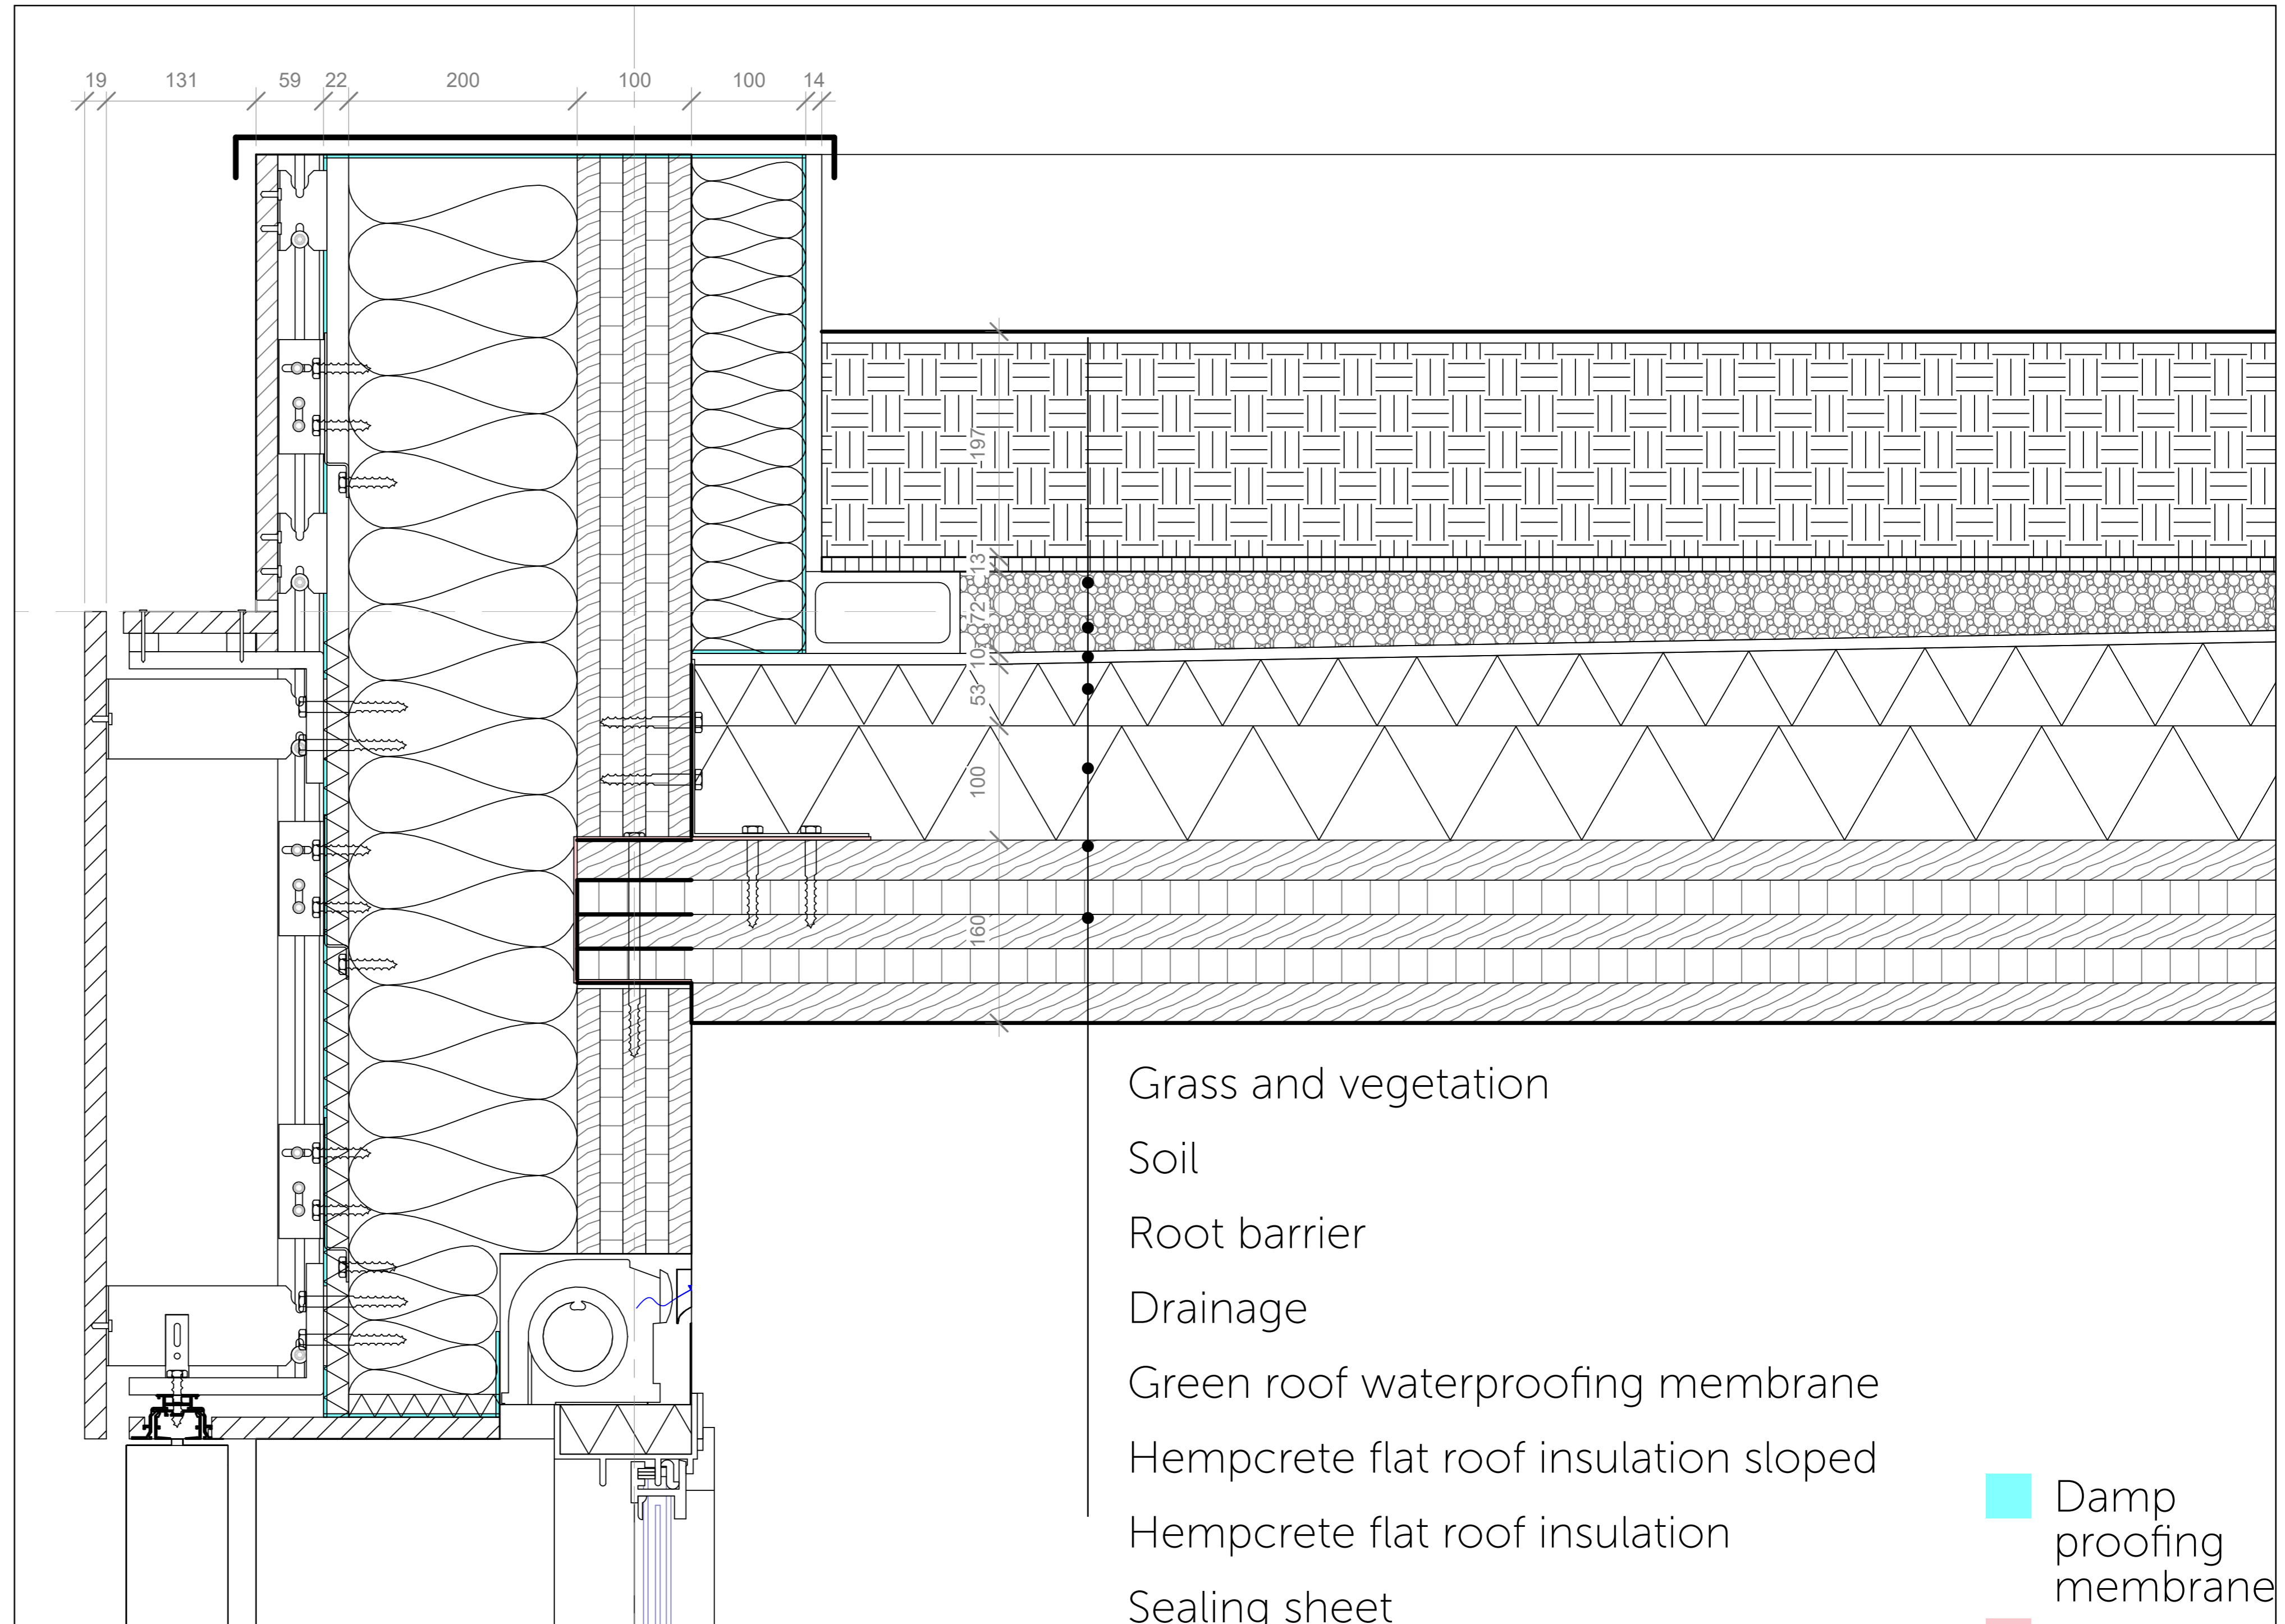 19 131 59 22 200 100 100 14
197
13
72
10
53
100
160
Grass and vegetation
Soil
Root barrier
Drainage
Green roof waterproofing membrane
Hempcrete flat roof insulation sloped
Hempcrete flat roof insulation
Sealing sheet
Damp
proofing
membrane